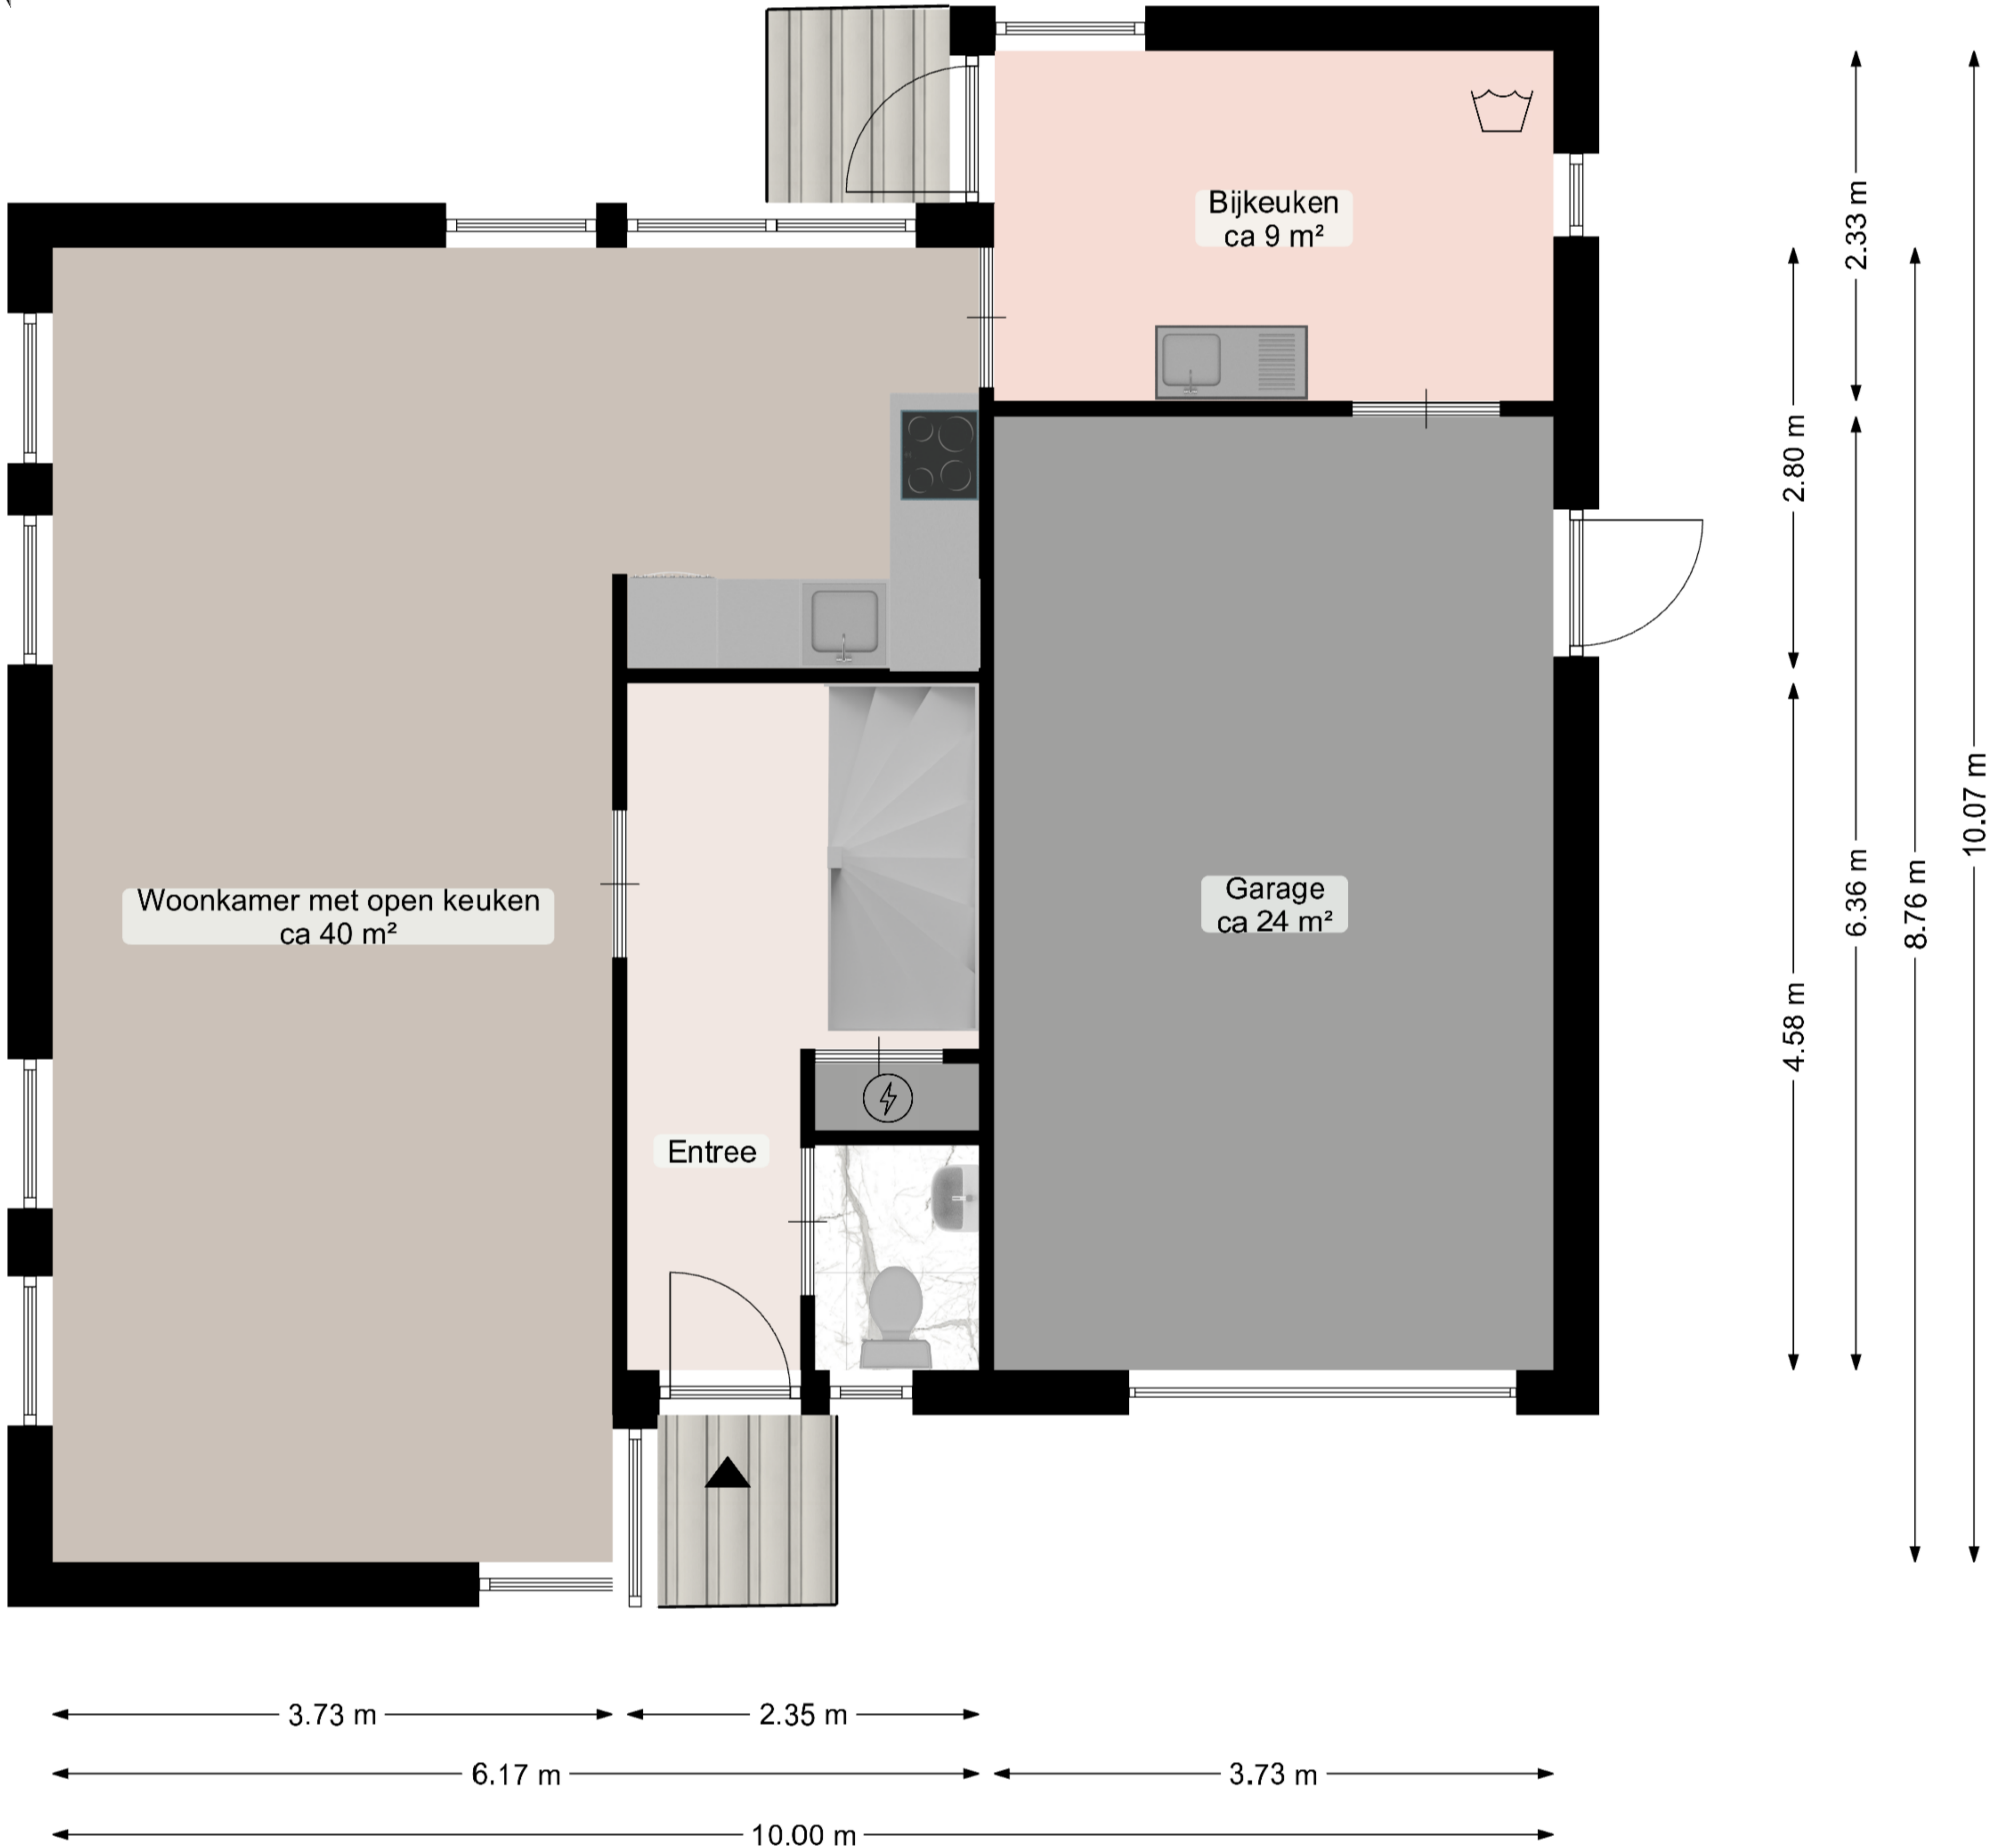 Bijkeuken
ca 9 m²
2.33 m
2.80 m
Woonkamer met open keuken
ca 40 m²
Garage
ca 24 m²
10.07 m
6.36 m
8.76 m
4.58 m
Entree
3.73 m
2.35 m
6.17 m
3.73 m
10.00 m